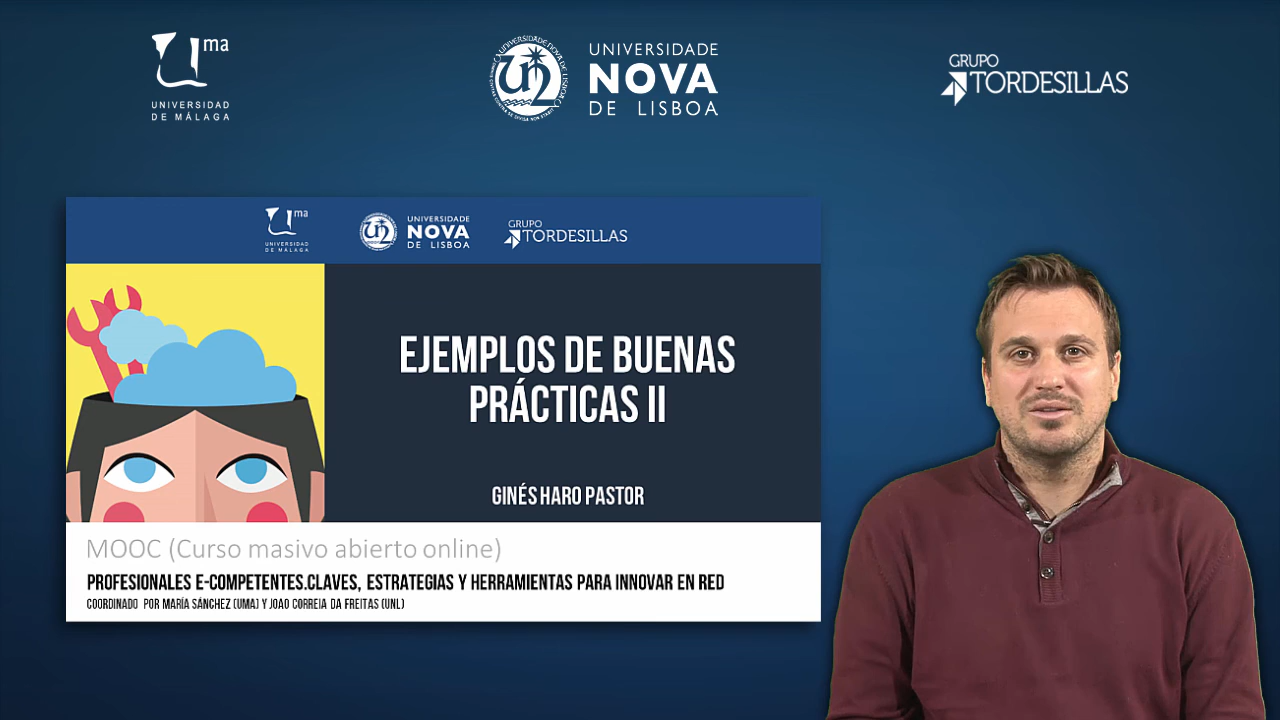 uma
UNIVERSIDAD
DE MÁLAGA
UNIVERSIDADE
NOVA
DE LISBOA
GRUPO
TORDESILLAS
uma
UNIVERSIDAD
DE MÁLAGA
UNIVERSIDADE
NOVA
DE LISBOA
GRUPO
TORDESILLAS
EJEMPLOS DE BUENAS
PRÁCTICAS II
GINÉS HARO PASTOR
MOOC (Curso masivo abierto online)
PROFESIONALES E-COMPETENTES.CLAVES, ESTRATEGIAS Y HERRAMIENTAS PARA INNOVAR EN RED
COORDINADO POR MARÍA SÁNCHEZ (UMA) Y JOAO CORREIA DA FREITAS (UNL)